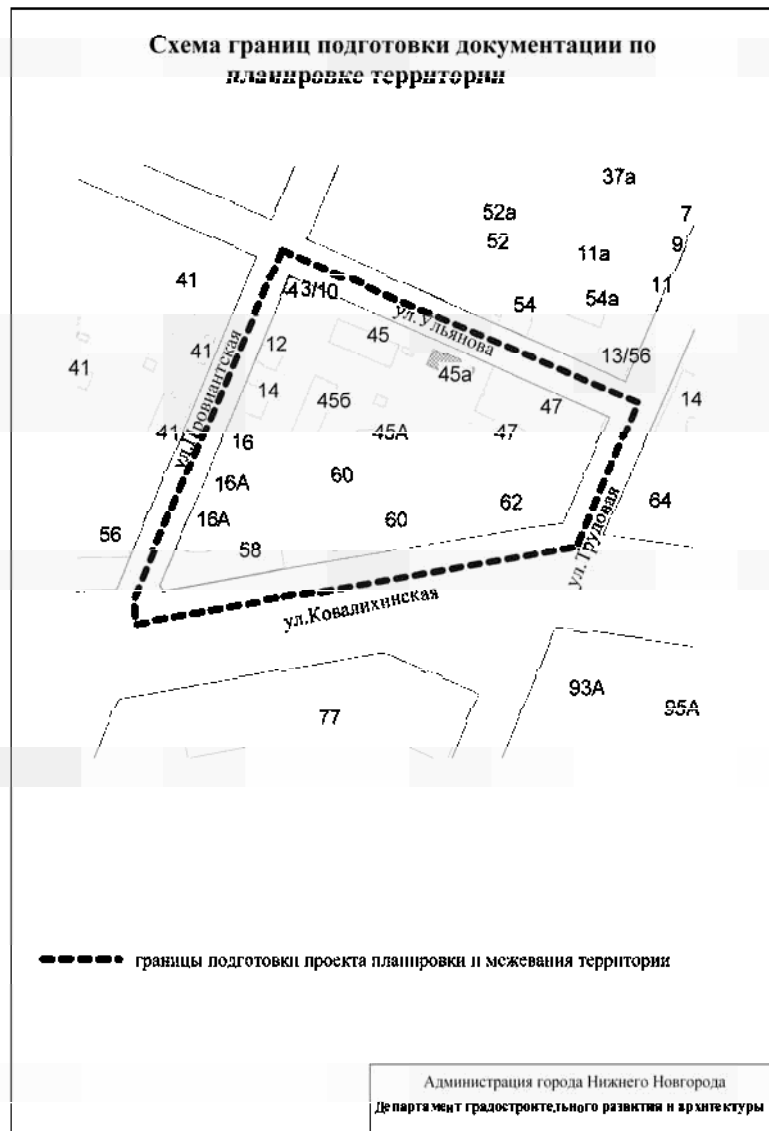 Схема границ подготовки документации по
планировке территории
37а
52а
7
52
9
11а
41
11
43/10
54
54а
ул.Ульянова
45
13/56
12
41
41
45а
14
14
456
47
ул.Провиантская
41
16
45А
47
60
16А
62
64
16А
60
56
58
ул.Трудовая
ул.Ковалихинская
93А
95А
77
границы подготовки проекта планировки и межевания территории
Администрация города Нижнего Новгорода
Департамент градостроительного развития и архитектуры